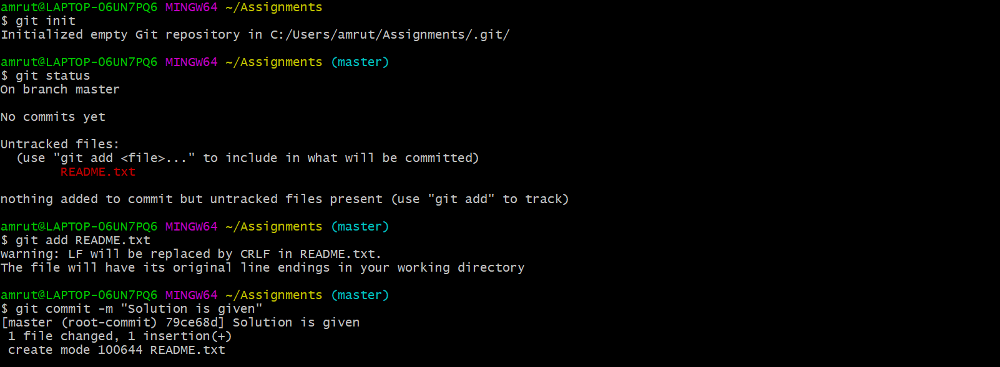 amrut@LAPTOP-O6UN7PQ6 MINGW64 ~/Assignments
$ git init
Initialized empty Git repository in C:/Users/amrut/Assignments/.git/
amrut@LAPTOP-O6UN7PQ6 MINGW64 ~/Assignments (master)
$ git status
On branch master
No commits yet
Untracked files:
  (use "git add <file>..." to include in what will be committed)
        README.txt
nothing added to commit but untracked files present (use "git add" to track)
amrut@LAPTOP-O6UN7PQ6 MINGW64 ~/Assignments (master)
$ git add README.txt
warning: LF will be replaced by CRLF in README.txt.
The file will have its original line endings in your working directory
amrut@LAPTOP-O6UN7PQ6 MINGW64 ~/Assignments (master)
$ git commit -m "Solution is given"
[master (root-commit) 79ce68d] Solution is given
 1 file changed, 1 insertion(+)
 create mode 100644 README.txt